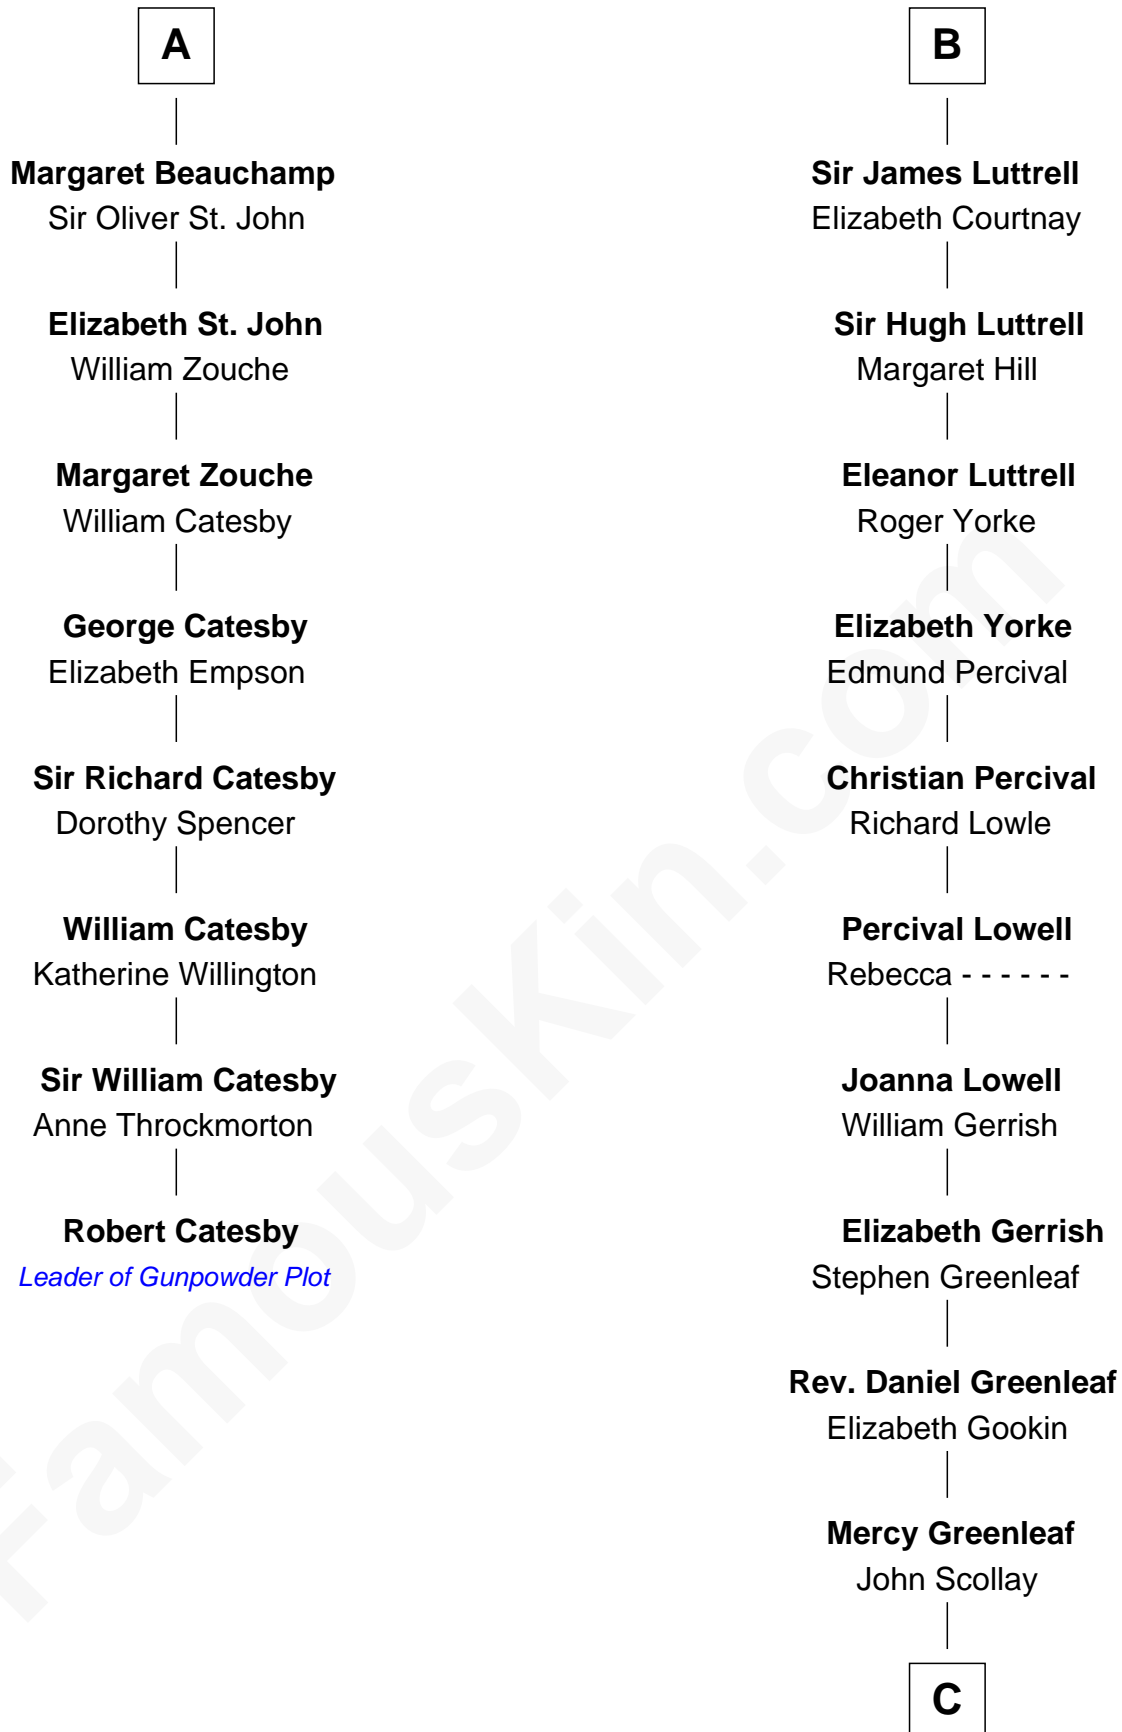 A
Margaret Beauchamp
Sir Oliver St. John
Elizabeth St. John
William Zouche
Margaret Zouche
William Catesby
George Catesby
Elizabeth Empson
Sir Richard Catesby
Dorothy Spencer
William Catesby
Katherine Willington
Sir William Catesby
Anne Throckmorton
Robert Catesby
Leader of Gunpowder Plot
B
Sir James Luttrell
Elizabeth Courtnay
Sir Hugh Luttrell
Margaret Hill
Eleanor Luttrell
Roger Yorke
Elizabeth Yorke
Edmund Percival
Christian Percival
Richard Lowle
Percival Lowell
Rebecca - - - - - -
Joanna Lowell
William Gerrish
Elizabeth Gerrish
Stephen Greenleaf
Rev. Daniel Greenleaf
Elizabeth Gookin
Mercy Greenleaf
John Scollay
C
FamousKin.com